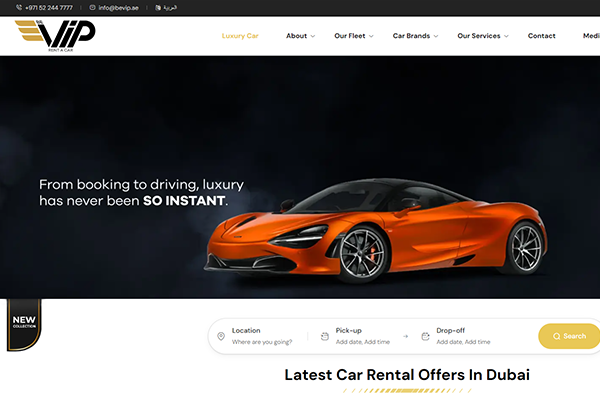 +971 52 244 7777
info@bevip.ae
العربية
BE
VIP
RENT A CAR
Luxury Car
About
Our Fleet
Car Brands
Our Services
Contact
Medi
From booking to driving, luxury
has never been SO INSTANT.
NEW
COLLECTION
Location
Where are you going?
Pick-up
Add date, Add time
Drop-off
Add date, Add time
Search
Latest Car Rental Offers In Dubai